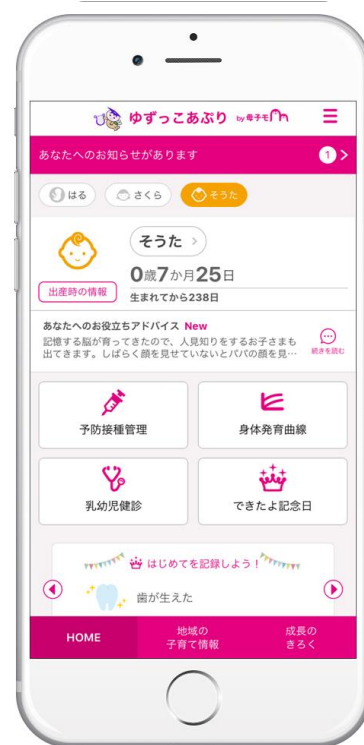 ゆずっこあぷり by母子モ
あなたへのお知らせがあります 1
はる さくら そうた
そうた
0歳7か月25日
出産時の情報 生まれてから238日
あなたへのお役立ちアドバイス New
記憶する脳が育ってきたので、人見知りをするお子さまも
出てきます。しばらく顔を見せていないとパパの顔を見…
続きを読む
予防接種管理 身体発育曲線
乳幼児健診 できたよ記念日
はじめてを記録しよう!
歯が生えた
HOME 地域の
子育て情報 成長の
きろく